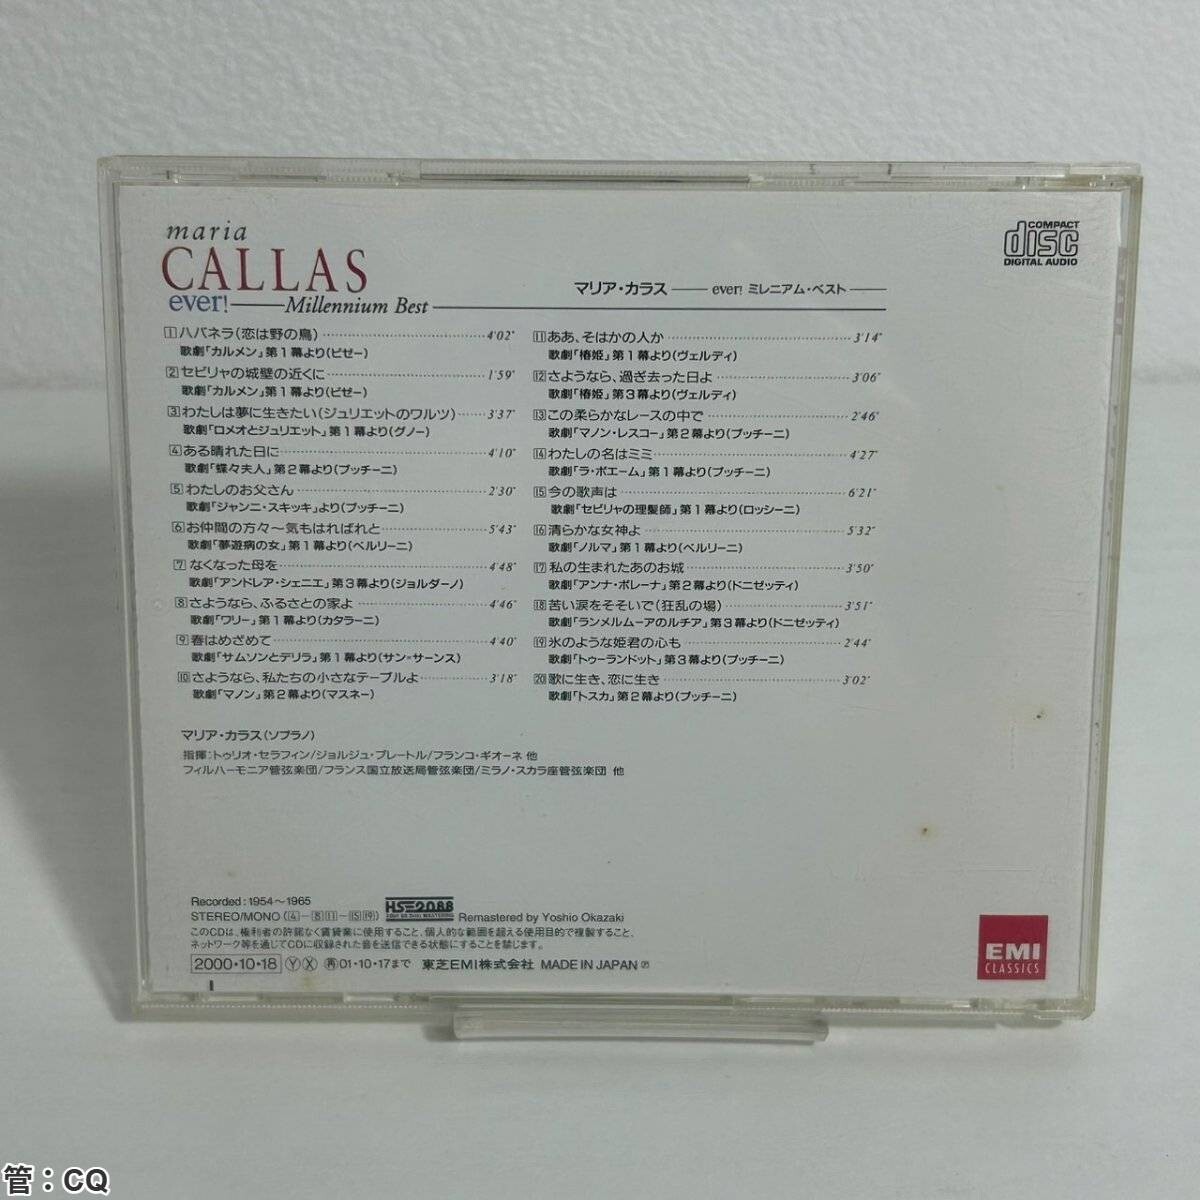 maria
CALLAS
ever! Millennium Best
COMPACT
disc
DIGITAL AUDIO
マリア・カラス ever! ミレニアム・ベスト
1 ハバネラ(恋は野の鳥) 4'02"
歌劇「カルメン」第1幕より(ビゼー)
2 セビリャの城壁の近くに 1'59"
歌劇「カルメン」第1幕より(ビゼー)
3 わたしは夢に生きたい(ジュリエットのワルツ) 3'37"
歌劇「ロメオとジュリエット」第1幕より(グノー)
4 ある晴れた日に 4'10"
歌劇「蝶々夫人」第2幕より(プッチーニ)
5 わたしのお父さん 2'30"
歌劇「ジャンニ・スキッキ」より(プッチーニ)
6 お仲間の方々～気もはればれと 5'43"
歌劇「夢遊病の女」第1幕より(ベルリーニ)
7 なくなった母を 4'48"
歌劇「アンドレア・シェニエ」第3幕より(ジョルダーノ)
8 さようなら、ふるさとの家よ 4'46"
歌劇「ワリー」第1幕より(カタラーニ)
9 春はめざめて 4'40"
歌劇「サムソンとデリラ」第1幕より(サン=サーンス)
10 さようなら、私たちの小さなテーブルよ 3'18"
歌劇「マノン」第2幕より(マスネー)
11 ああ、そはかの人か 3'14"
歌劇「椿姫」第1幕より(ヴェルディ)
12 さようなら、過ぎ去った日よ 3'06"
歌劇「椿姫」第3幕より(ヴェルディ)
13 この柔らかなレースの中で 2'46"
歌劇「マノン・レスコー」第2幕より(プッチーニ)
14 わたしの名はミミ 4'27"
歌劇「ラ・ボエーム」第1幕より(プッチーニ)
15 今の歌声は 6'21"
歌劇「セビリャの理髪師」第1幕より(ロッシーニ)
16 清らかな女神よ 5'32"
歌劇「ノルマ」第1幕より(ベルリーニ)
17 私の生まれたあのお城 3'50"
歌劇「アンナ・ボレーナ」第2幕より(ドニゼッティ)
18 苦い涙をそそいで(狂乱の場) 3'51"
歌劇「ランメルムーアのルチア」第3幕より(ドニゼッティ)
19 氷のような姫君の心も 2'44"
歌劇「トゥーランドット」第3幕より(プッチーニ)
20 歌に生き、恋に生き 3'02"
歌劇「トスカ」第2幕より(プッチーニ)
マリア・カラス(ソプラノ)
指揮:トゥリオ・セラフィン/ジョルジュ・プレートル/フランコ・ギオーネ 他
フィルハーモニア管弦楽団/フランス国立放送局管弦楽団/ミラノ・スカラ座管弦楽団 他
Recorded:1954～1965
STEREO/MONO(4-8 11-15 19) HS2088 Remastered by Yoshio Okazaki
このCDは、権利者の許諾なく賃貸業に使用すること、個人的な範囲を超える使用目的で複製すること、
ネットワーク等を通じてCDに収録された音を送信できる状態にすることを禁じます。
2000・10・18 Y X 再 01・10・17まで 東芝EMI株式会社 MADE IN JAPAN ℗
EMI
CLASSICS
管：CQ